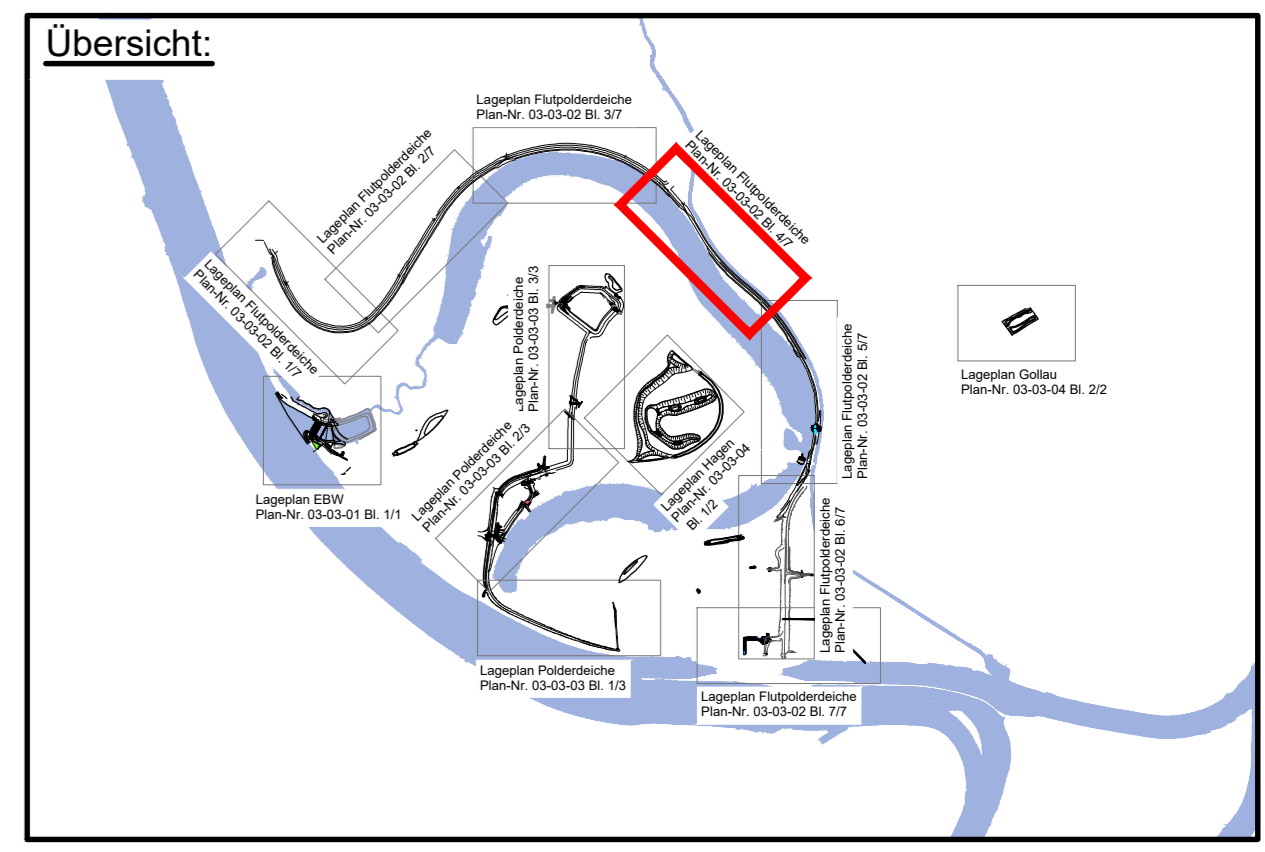 Übersicht:
Lageplan Flutpolderdeiche
Plan-Nr. 03-03-02 Bl. 3/7
Lageplan Flutpolderdeiche
Plan-Nr. 03-03-02 Bl. 2/7
Lageplan Flutpolderdeiche
Plan-Nr. 03-03-02 Bl. 4/7
Lageplan Flutpolderdeiche
Plan-Nr. 03-03-02 Bl. 1/7
Lageplan Polderdeiche
Plan-Nr. 03-03-03 Bl. 3/3
Lageplan Flutpolderdeiche
Plan-Nr. 03-03-02 Bl. 5/7
Lageplan Gollau
Plan-Nr. 03-03-04 Bl. 2/2
Lageplan Polderdeiche
Plan-Nr. 03-03-03 Bl. 2/3
Lageplan Hagen
Plan-Nr. 03-03-04
Bl. 1/2
Lageplan EBW
Plan-Nr. 03-03-01 Bl. 1/1
Lageplan Flutpolderdeiche
Plan-Nr. 03-03-02 Bl. 6/7
Lageplan Polderdeiche
Plan-Nr. 03-03-03 Bl. 1/3
Lageplan Flutpolderdeiche
Plan-Nr. 03-03-02 Bl. 7/7